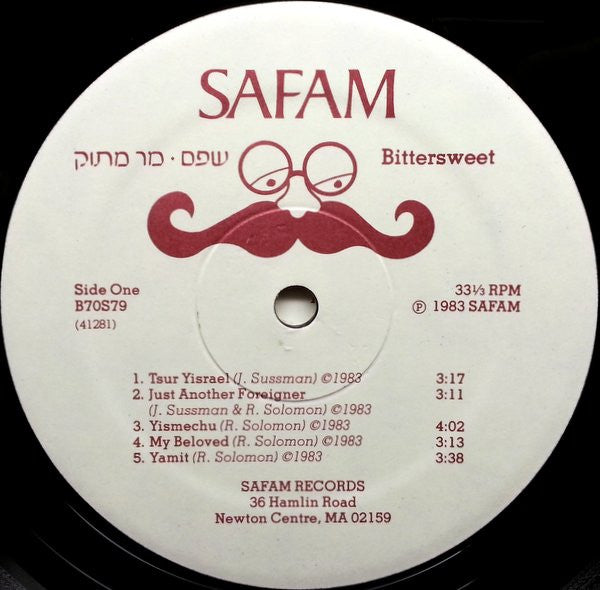 SAFAM
שפם · מר מתוק Bittersweet
Side One 33⅓ RPM
B70S79 ℗ 1983 SAFAM
(41281)
1. Tsur Yisrael (J. Sussman) ©1983 3:17
2. Just Another Foreigner 3:11
(J. Sussman & R. Solomon) ©1983
3. Yismechu (R. Solomon) ©1983 4:02
4. My Beloved (R. Solomon) ©1983 3:13
5. Yamit (R. Solomon) ©1983 3:38
SAFAM RECORDS
36 Hamlin Road
Newton Centre, MA 02159